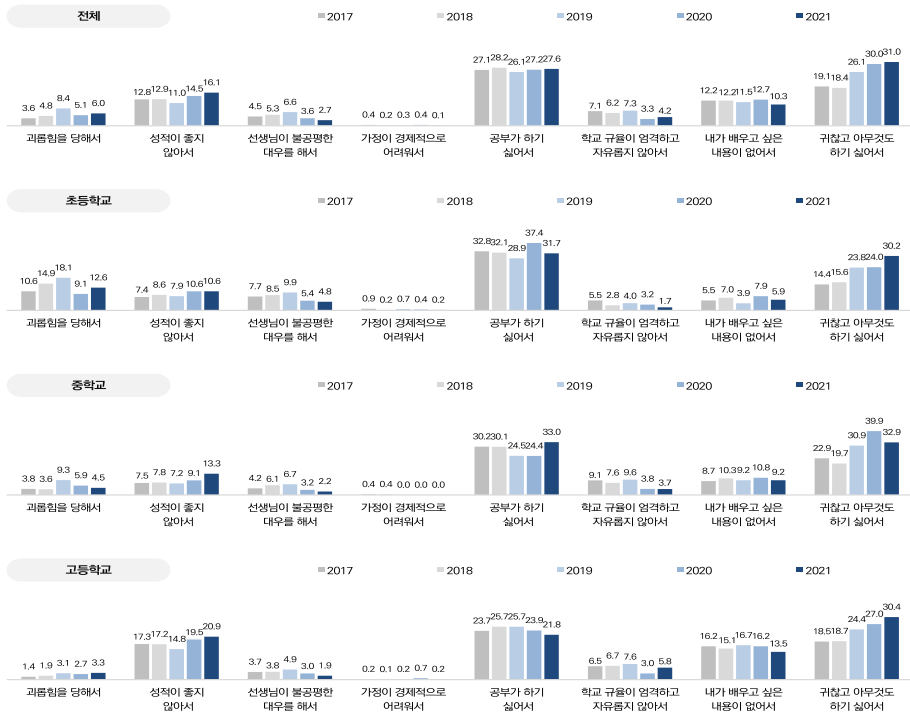 전체
2017 2018 2019 2020 2021
3.6 4.8 8.4 5.1 6.0 12.8 12.9 11.0 14.5 16.1 4.5 5.3 6.6 3.6 2.7 0.4 0.2 0.3 0.4 0.1 27.1 28.2 26.1 27.2 27.6 7.1 6.2 7.3 3.3 4.2 12.2 12.2 11.5 12.7 10.3 19.1 18.4 26.1 30.0 31.0
괴롭힘을 당해서 성적이 좋지 선생님이 불공평한 가정이 경제적으로 공부가 하기 학교 규율이 엄격하고 내가 배우고 싶은 귀찮고 아무것도
않아서 대우를 해서 어려워서 싫어서 자유롭지 않아서 내용이 없어서 하기 싫어서
초등학교
2017 2018 2019 2020 2021
10.6 14.9 18.1 9.1 12.6 7.4 8.6 7.9 10.6 10.6 7.7 8.5 9.9 5.4 4.8 0.9 0.2 0.7 0.4 0.2 32.8 32.1 28.9 37.4 31.7 5.5 2.8 4.0 3.2 1.7 5.5 7.0 3.9 7.9 5.9 14.4 15.6 23.8 24.0 30.2
괴롭힘을 당해서 성적이 좋지 선생님이 불공평한 가정이 경제적으로 공부가 하기 학교 규율이 엄격하고 내가 배우고 싶은 귀찮고 아무것도
않아서 대우를 해서 어려워서 싫어서 자유롭지 않아서 내용이 없어서 하기 싫어서
중학교
2017 2018 2019 2020 2021
3.8 3.6 9.3 5.9 4.5 7.5 7.8 7.2 9.1 13.3 4.2 6.1 6.7 3.2 2.2 0.4 0.4 0.0 0.0 0.0 30.2 30.1 24.5 24.4 33.0 9.1 7.6 9.6 3.8 3.7 8.7 10.3 9.2 10.8 9.2 22.9 19.7 30.9 39.9 32.9
괴롭힘을 당해서 성적이 좋지 선생님이 불공평한 가정이 경제적으로 공부가 하기 학교 규율이 엄격하고 내가 배우고 싶은 귀찮고 아무것도
않아서 대우를 해서 어려워서 싫어서 자유롭지 않아서 내용이 없어서 하기 싫어서
고등학교
2017 2018 2019 2020 2021
1.4 1.9 3.1 2.7 3.3 17.3 17.2 14.8 19.5 20.9 3.7 3.8 4.9 3.0 1.9 0.2 0.1 0.2 0.7 0.2 23.7 25.7 25.7 23.9 21.8 6.5 6.7 7.6 3.0 5.8 16.2 15.1 16.7 16.2 13.5 18.5 18.7 24.4 27.0 30.4
괴롭힘을 당해서 성적이 좋지 선생님이 불공평한 가정이 경제적으로 공부가 하기 학교 규율이 엄격하고 내가 배우고 싶은 귀찮고 아무것도
않아서 대우를 해서 어려워서 싫어서 자유롭지 않아서 내용이 없어서 하기 싫어서